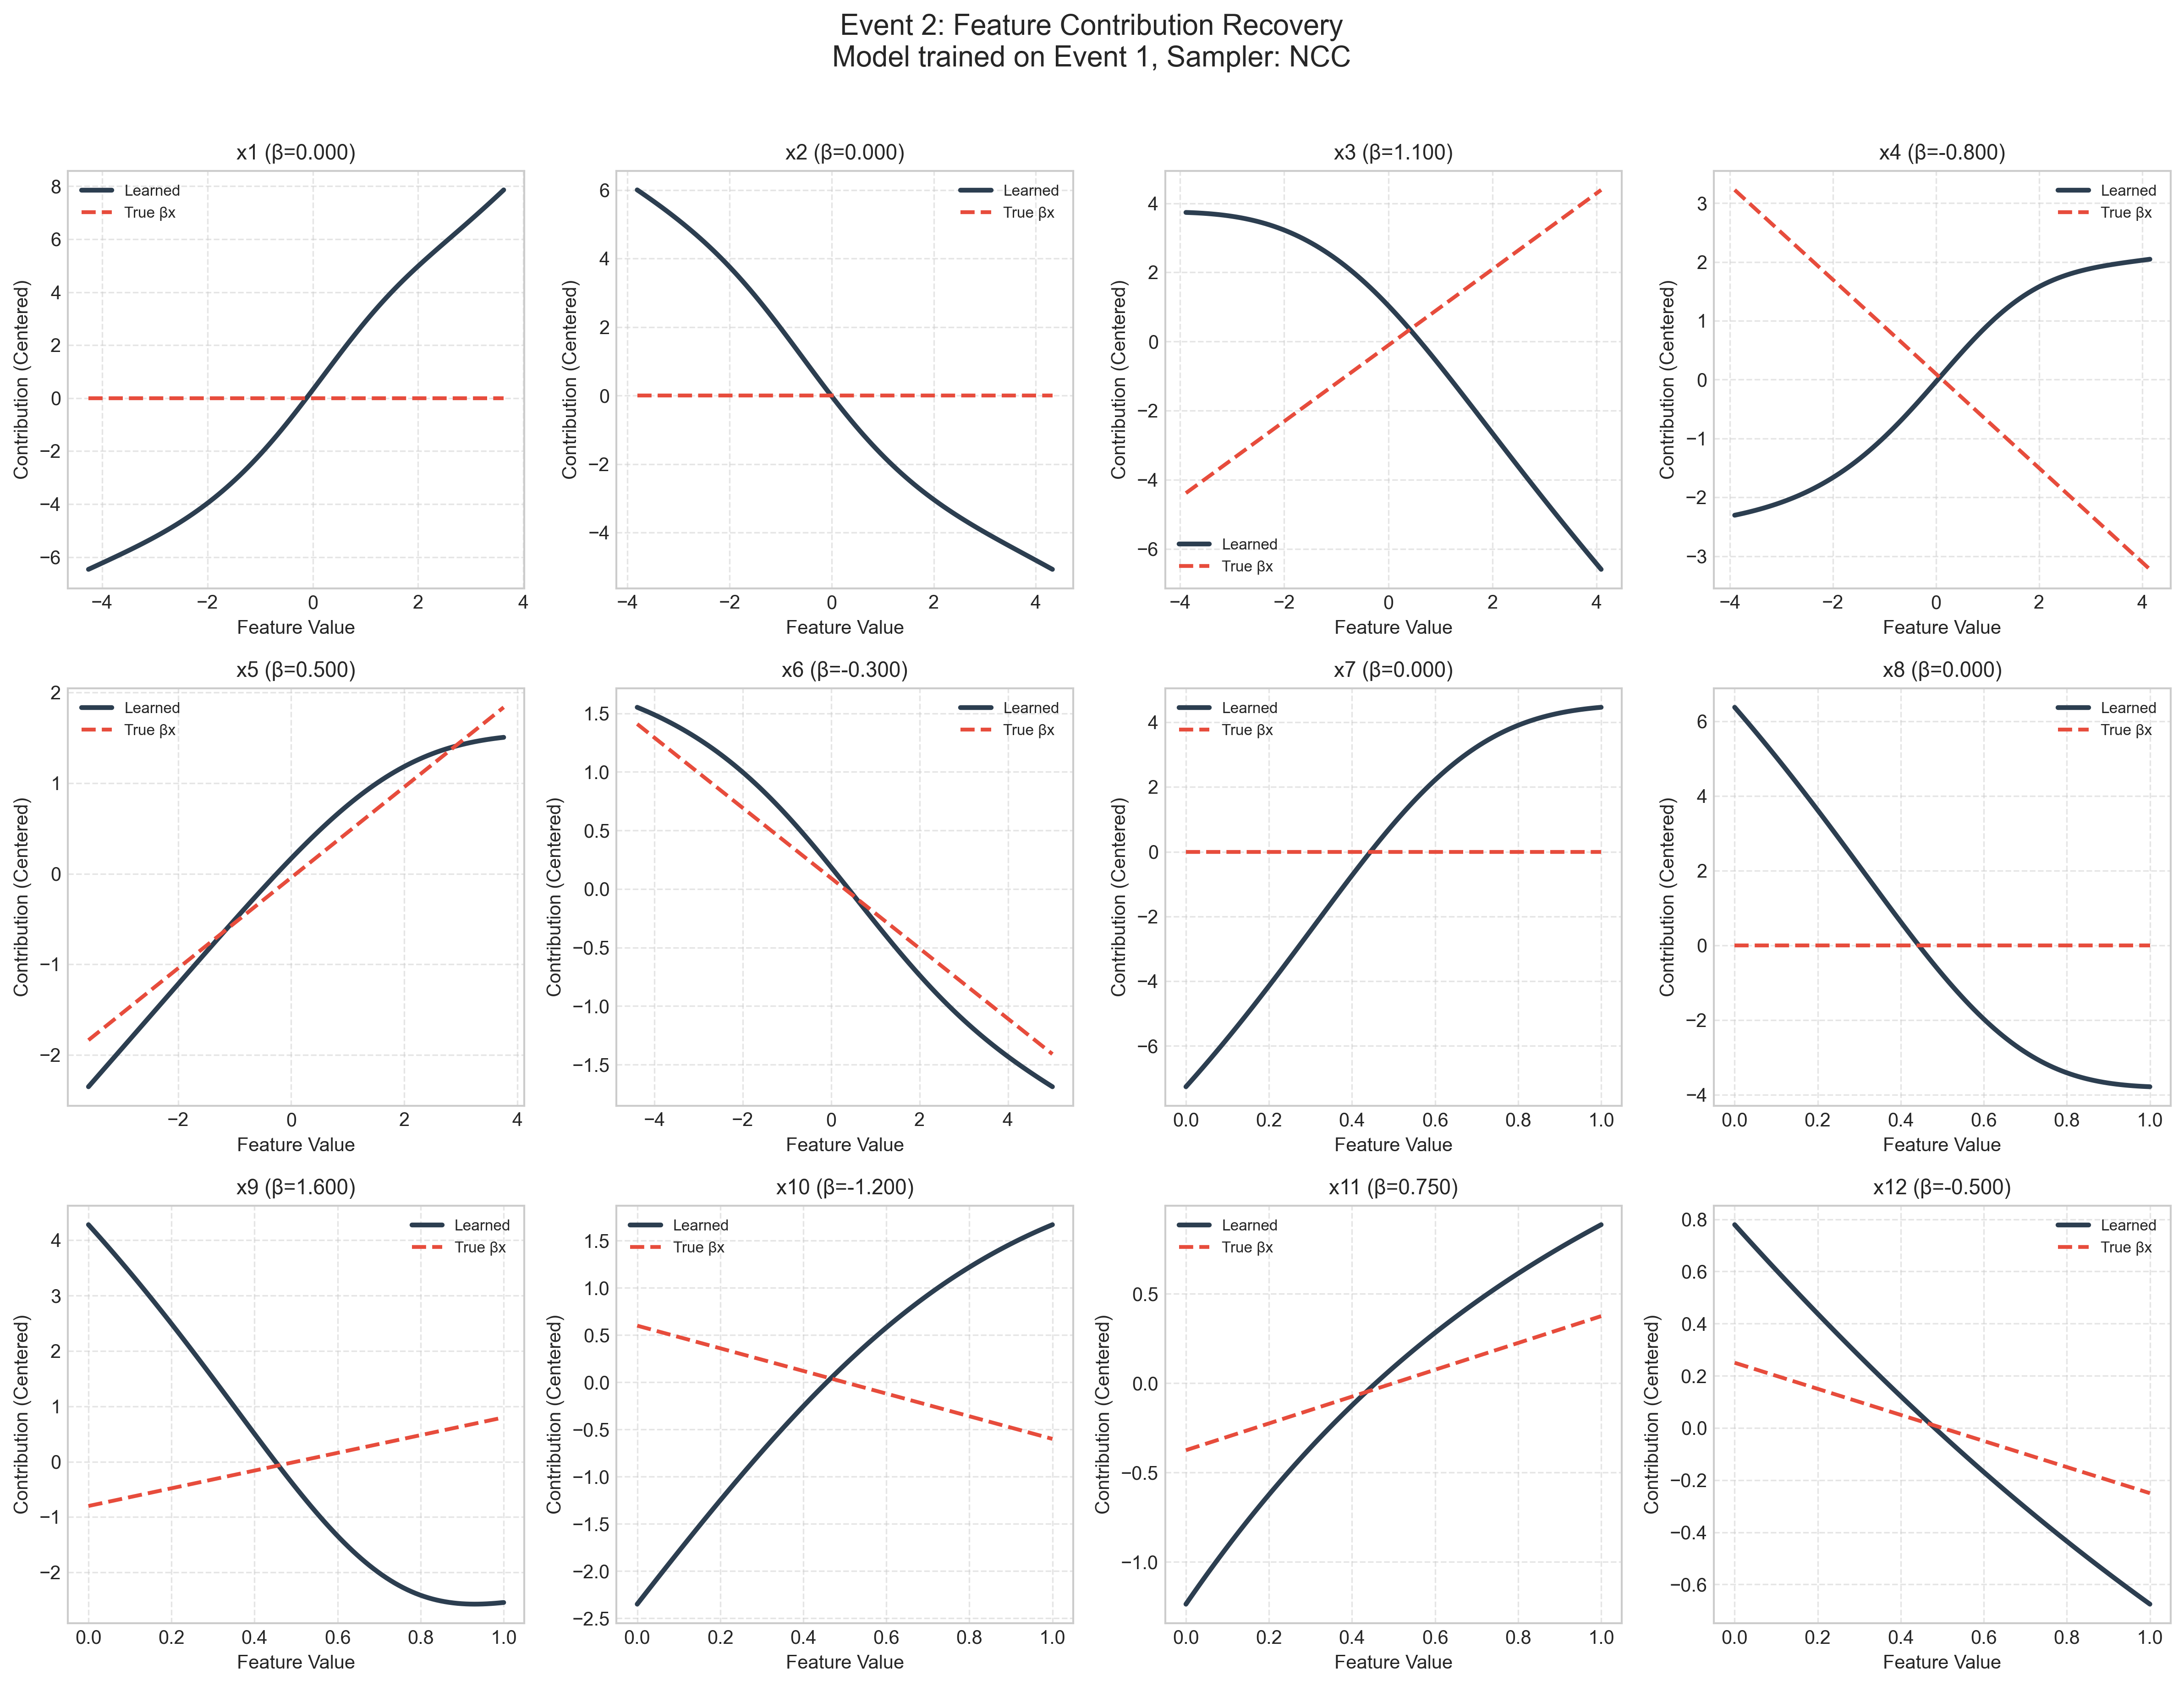 Event 2: Feature Contribution Recovery
Model trained on Event 1, Sampler: NCC
x1 (β=0.000)
Learned
True βx
8
6
4
2
0
−2
−4
−6
Contribution (Centered)
−4 −2 0 2 4
Feature Value
x2 (β=0.000)
Learned
True βx
6
4
2
0
−2
−4
Contribution (Centered)
−4 −2 0 2 4
Feature Value
x3 (β=1.100)
4
2
0
−2
−4
−6
Contribution (Centered)
Learned
True βx
−4 −2 0 2 4
Feature Value
x4 (β=-0.800)
Learned
True βx
3
2
1
0
−1
−2
−3
Contribution (Centered)
−4 −2 0 2 4
Feature Value
x5 (β=0.500)
Learned
True βx
2
1
0
−1
−2
Contribution (Centered)
−2 0 2 4
Feature Value
x6 (β=-0.300)
Learned
True βx
1.5
1.0
0.5
0.0
−0.5
−1.0
−1.5
Contribution (Centered)
−4 −2 0 2 4
Feature Value
x7 (β=0.000)
Learned
True βx
4
2
0
−2
−4
−6
Contribution (Centered)
0.0 0.2 0.4 0.6 0.8 1.0
Feature Value
x8 (β=0.000)
Learned
True βx
6
4
2
0
−2
−4
Contribution (Centered)
0.0 0.2 0.4 0.6 0.8 1.0
Feature Value
x9 (β=1.600)
Learned
True βx
4
3
2
1
0
−1
−2
Contribution (Centered)
0.0 0.2 0.4 0.6 0.8 1.0
Feature Value
x10 (β=-1.200)
Learned
True βx
1.5
1.0
0.5
0.0
−0.5
−1.0
−1.5
−2.0
−2.5
Contribution (Centered)
0.0 0.2 0.4 0.6 0.8 1.0
Feature Value
x11 (β=0.750)
Learned
True βx
0.5
0.0
−0.5
−1.0
Contribution (Centered)
0.0 0.2 0.4 0.6 0.8 1.0
Feature Value
x12 (β=-0.500)
Learned
True βx
0.8
0.6
0.4
0.2
0.0
−0.2
−0.4
−0.6
Contribution (Centered)
0.0 0.2 0.4 0.6 0.8 1.0
Feature Value